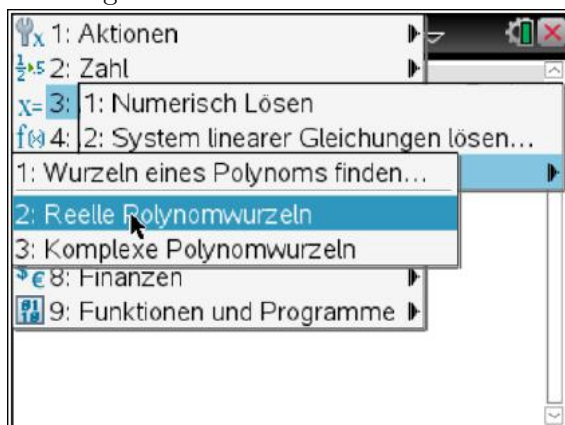 1: Aktionen
2: Zahl
X= 3:
1: Numerisch Lösen
f(x) 4:
2: System linearer Gleichungen lösen...
1: Wurzeln eines Polynoms finden...
2: Reelle Polynomwurzeln
3: Komplexe Polynomwurzeln
$€ 8: Finanzen
9: Funktionen und Programme